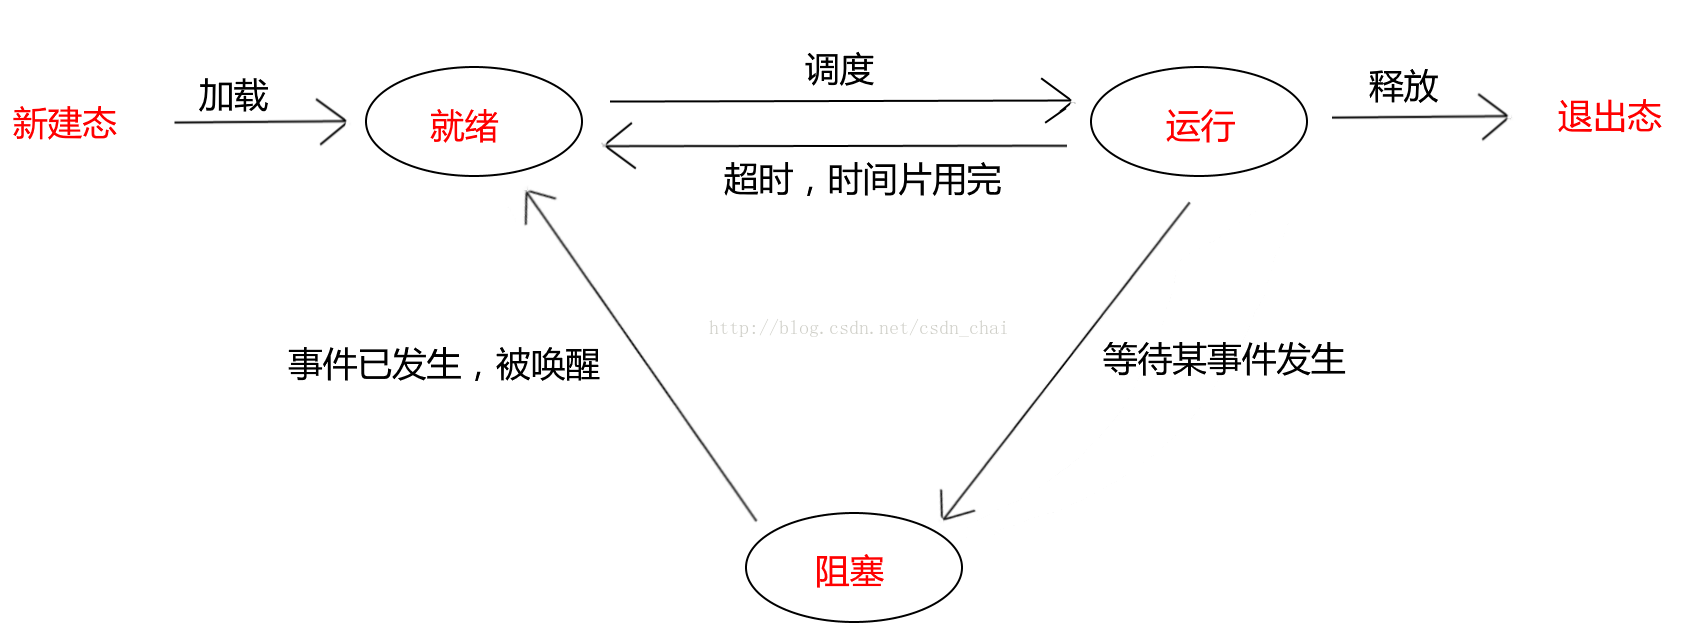 新建态
加载
就绪
调度
超时，时间片用完
运行
释放
退出态
http://blog.csdn.net/csdn_chai
事件已发生，被唤醒
等待某事件发生
阻塞